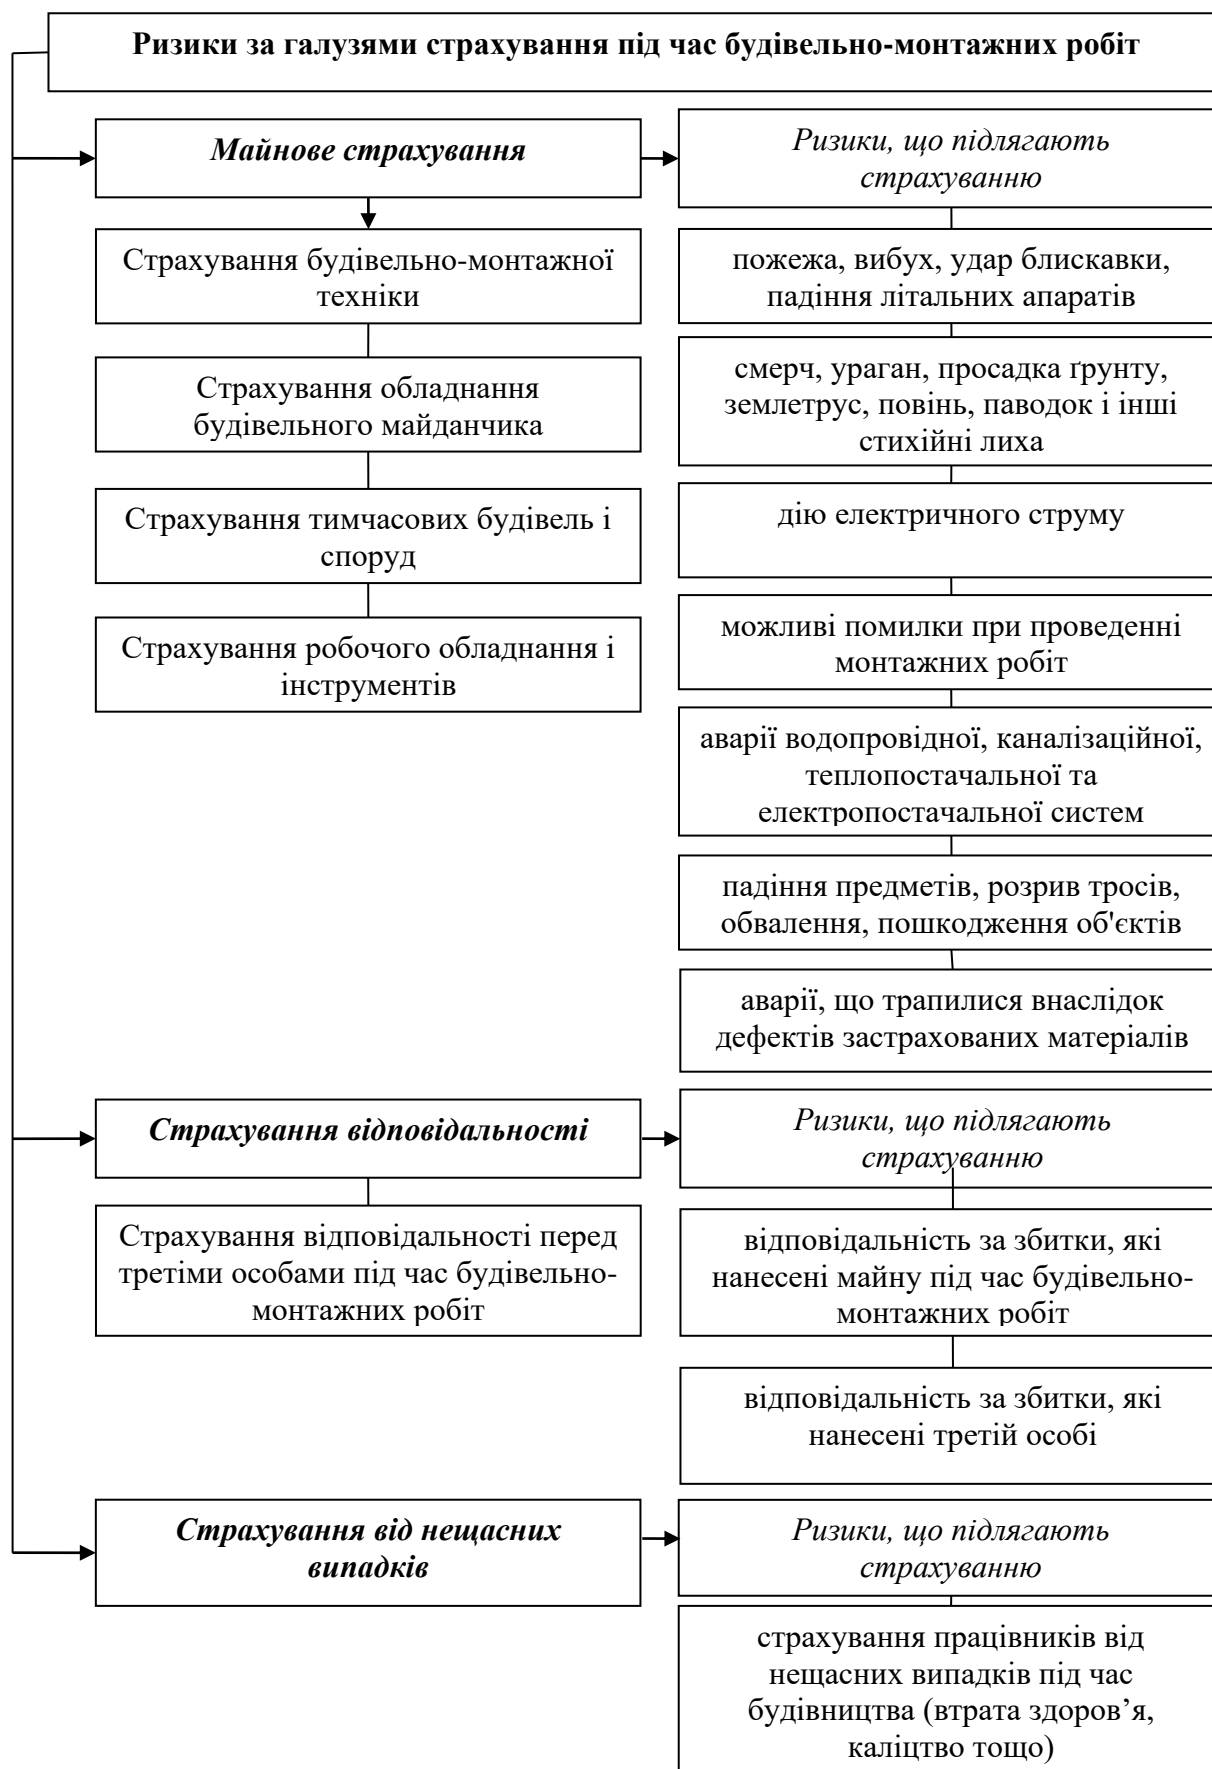 Ризики за галузями страхування під час будівельно-монтажних робіт
Майнове страхування
Ризики, що підлягають
страхуванню
Страхування будівельно-монтажної
техніки
Страхування обладнання
будівельного майданчика
Страхування тимчасових будівель і
споруд
Страхування робочого обладнання і
інструментів
пожежа, вибух, удар блискавки,
падіння літальних апаратів
смерч, ураган, просадка ґрунту,
землетрус, повінь, паводок і інші
стихійні лиха
дію електричного струму
можливі помилки при проведенні
монтажних робіт
аварії водопровідної, каналізаційної,
теплопостачальної та
електропостачальної систем
падіння предметів, розрив тросів,
обвалення, пошкодження об'єктів
аварії, що трапилися внаслідок
дефектів застрахованих матеріалів
Страхування відповідальності
Ризики, що підлягають
страхуванню
Страхування відповідальності перед
третіми особами під час будівельно-
монтажних робіт
відповідальність за збитки, які
нанесені майну під час будівельно-
монтажних робіт
відповідальність за збитки, які
нанесені третій особі
Страхування від нещасних
випадків
Ризики, що підлягають
страхуванню
страхування працівників від
нещасних випадків під час
будівництва (втрата здоров’я,
каліцтво тощо)